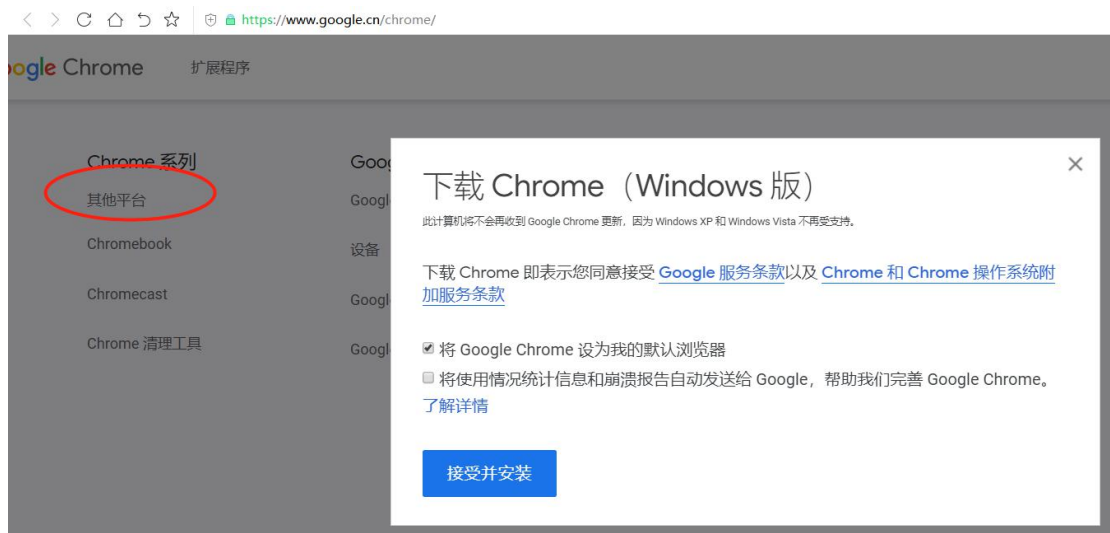 https://www.google.cn/chrome/
ogle Chrome 扩展程序
Chrome 系列
其他平台
Chromebook
Chromecast
Chrome 清理工具
Goog
Googl
设备
Googl
Googl
下载 Chrome（Windows 版）
此计算机将不会再收到 Google Chrome 更新，因为 Windows XP 和 Windows Vista 不再受支持。
下载 Chrome 即表示您同意接受 Google 服务条款以及 Chrome 和 Chrome 操作系统附
加服务条款
将 Google Chrome 设为我的默认浏览器
将使用情况统计信息和崩溃报告自动发送给 Google，帮助我们完善 Google Chrome。
了解详情
接受并安装